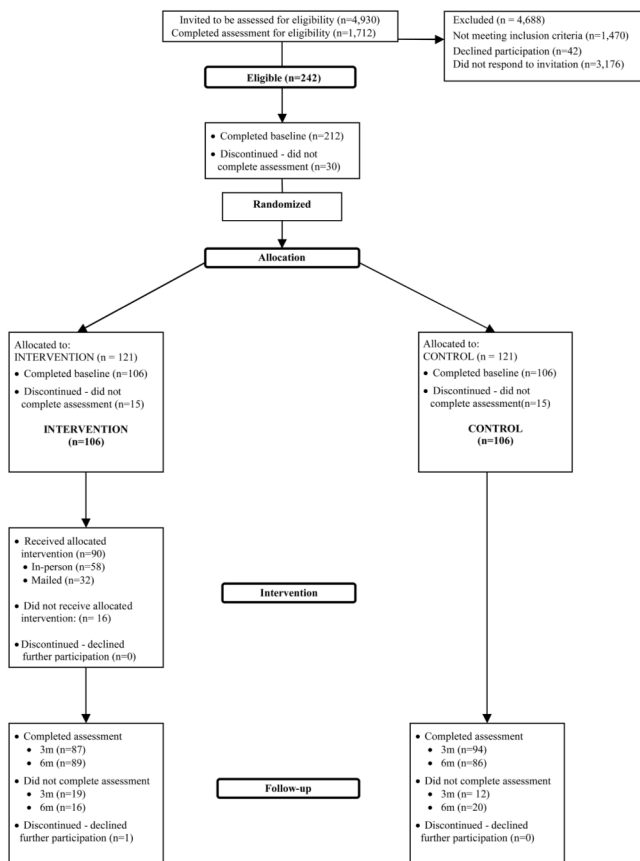 Invited to be assessed for eligibility (n=4,930)
Completed assessment for eligibility (n=1,712)
Excluded (n = 4,688)
Not meeting inclusion criteria (n=1,470)
Declined participation (n=42)
Did not respond to invitation (n=3,176)
Eligible (n=242)
• Completed baseline (n=212)
• Discontinued - did not
complete assessment (n=30)
Randomized
Allocation
Allocated to:
INTERVENTION (n = 121)
• Completed baseline (n=106)
• Discontinued - did not
complete assessment (n=15)
INTERVENTION
(n=106)
Allocated to:
CONTROL (n = 121)
• Completed baseline (n=106)
• Discontinued - did not
complete assessment(n=15)
CONTROL
(n=106)
• Received allocated
intervention (n=90)
• In-person (n=58)
• Mailed (n=32)
• Did not receive allocated
intervention: (n= 16)
• Discontinued - declined
further participation (n=0)
Intervention
• Completed assessment
• 3m (n=87)
• 6m (n=89)
• Did not complete assessment
• 3m (n=19)
• 6m (n=16)
• Discontinued - declined
further participation (n=1)
Follow-up
• Completed assessment
• 3m (n=94)
• 6m (n=86)
• Did not complete assessment
• 3m (n= 12)
• 6m (n=20)
• Discontinued - declined
further participation (n=0)